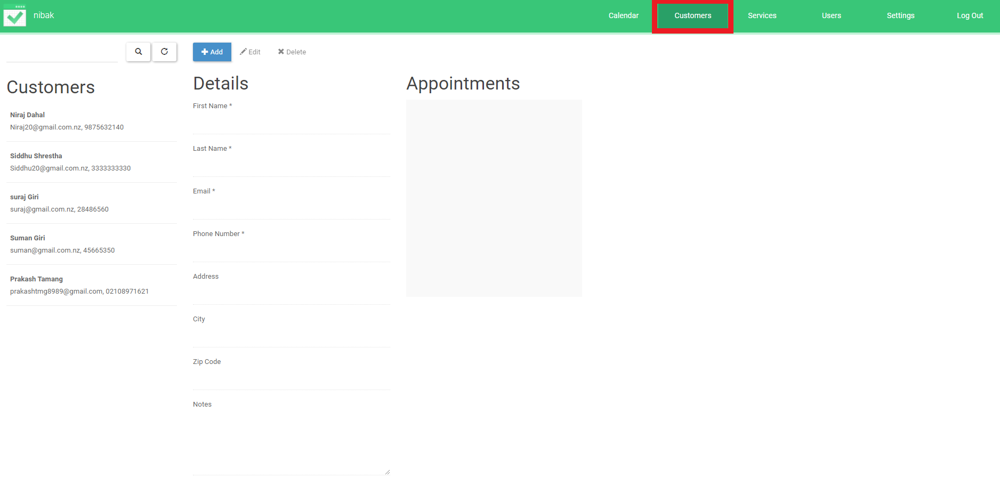 nibak
Calendar
Customers
Services
Users
Settings
Log Out
Add
Edit
Delete
Customers
Niraj Dahal
Niraj20@gmail.com.nz, 9875632140
Siddhu Shrestha
Siddhu20@gmail.com.nz, 3333333330
suraj Giri
suraj@gmail.com.nz, 28486560
Suman Giri
suman@gmail.com.nz, 45665350
Prakash Tamang
prakashtmg8989@gmail.com, 02108971621
Details
First Name *
Last Name *
Email *
Phone Number *
Address
City
Zip Code
Notes
Appointments